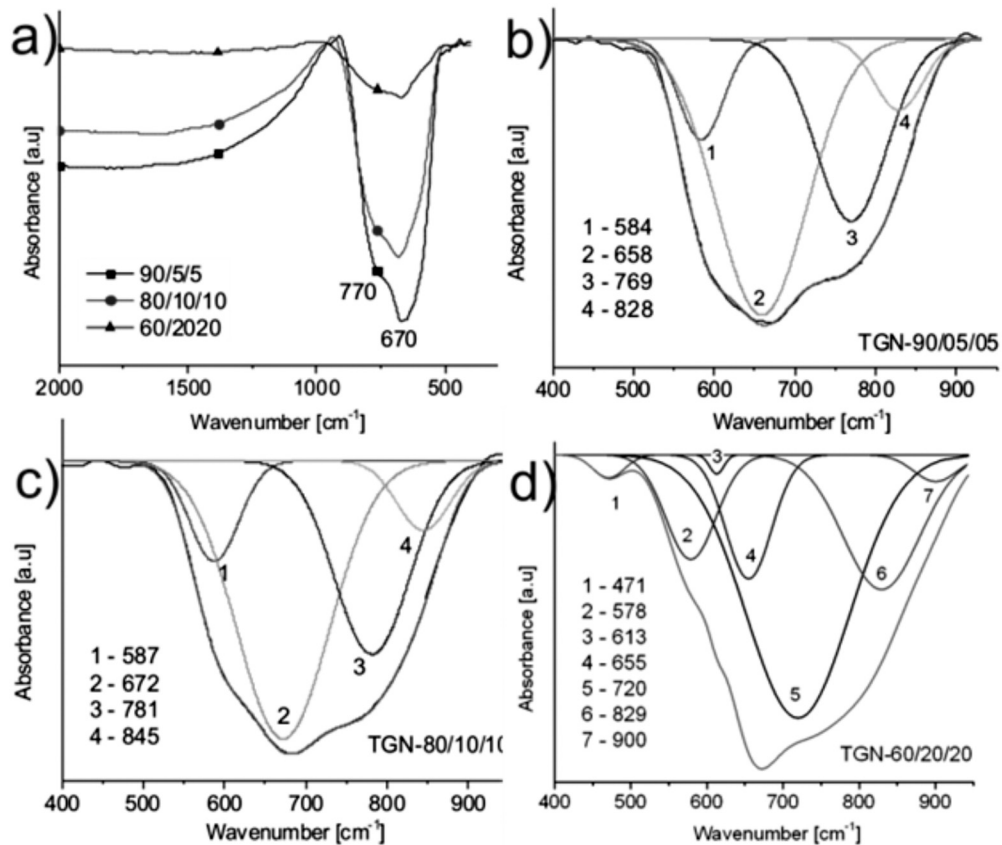 a)
Absorbance [a.u]
90/5/5
80/10/10
60/2020
770
670
2000 1500 1000 500
Wavenumber [cm-1]
b)
Absorbance [a.u]
1
2
3
4
1 - 584
2 - 658
3 - 769
4 - 828
TGN-90/05/05
400 500 600 700 800 900
Wavenumber [cm-1]
c)
Absorbance [a.u]
1
2
3
4
1 - 587
2 - 672
3 - 781
4 - 845
TGN-80/10/10
400 500 600 700 800 900
Wavenumber [cm-1]
d)
Absorbance [a.u]
1
2
3
4
5
6
7
1 - 471
2 - 578
3 - 613
4 - 655
5 - 720
6 - 829
7 - 900
TGN-60/20/20
400 500 600 700 800 900
Wavenumber [cm-1]